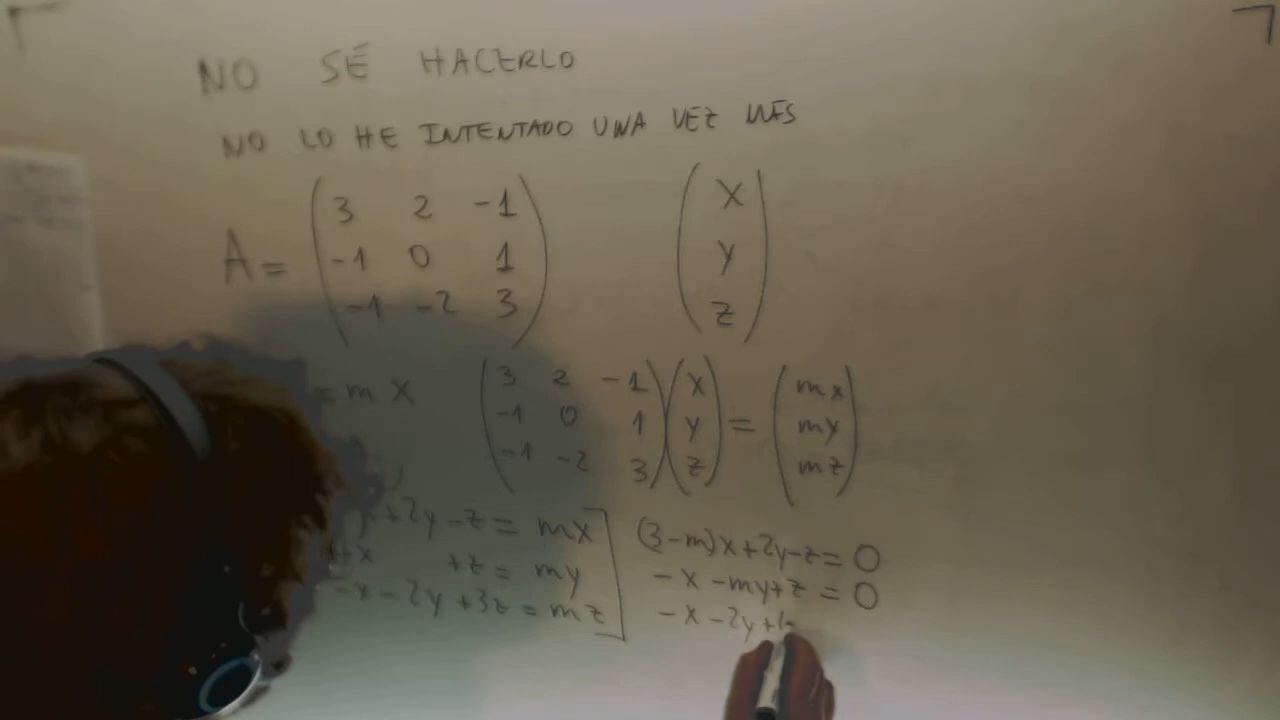 NO SÉ HACERLO
NO LO HE INTENTADO UNA VEZ MÁS
A = ( 3 2 -1 ) ( x )
( -1 0 1 ) ( y )
( -1 -2 3 ) ( z )
= m X ( 3 2 -1 ) ( x ) = ( mx )
( -1 0 1 ) ( y ) ( my )
( -1 -2 3 ) ( z ) ( mz )
+2y-z = mx (3-m)x+2y-z = 0
x +z = my -x -my+z = 0
-x -2y +3z = mz -x -2y +